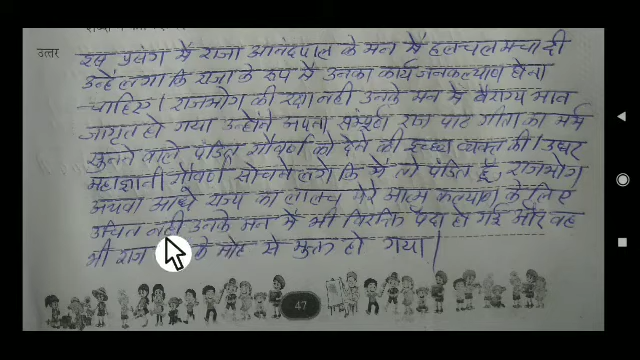 उत्तर
इस प्रसंग में राजा आनंदपाल के मन में हलचल मचा दी
उन्हें लगा कि राजा के रूप में उनका कार्य जनकल्याण होना
चाहिए। राजभोग की रक्षा नहीं उनके मन में वैराग्य भाव
जागृत हो गया उन्होंने अपना संम्पूर्ण राज पाट गीता का मर्म
सुनाने वाले पंडित गौवर्ण को देने की इच्छा व्यक्त की। उधर
महाज्ञानी गौवर्ण सोचने लगे कि मैं तो पंडित हूँ राजभोग
अथवा आधे राज्य का लालच मेरे आत्म कल्याण के लिए
उचित नहीं उनके मन में भी विरक्ति पैदा हो गई और वह
भी राज के मोह से मुक्त हो गया।
47